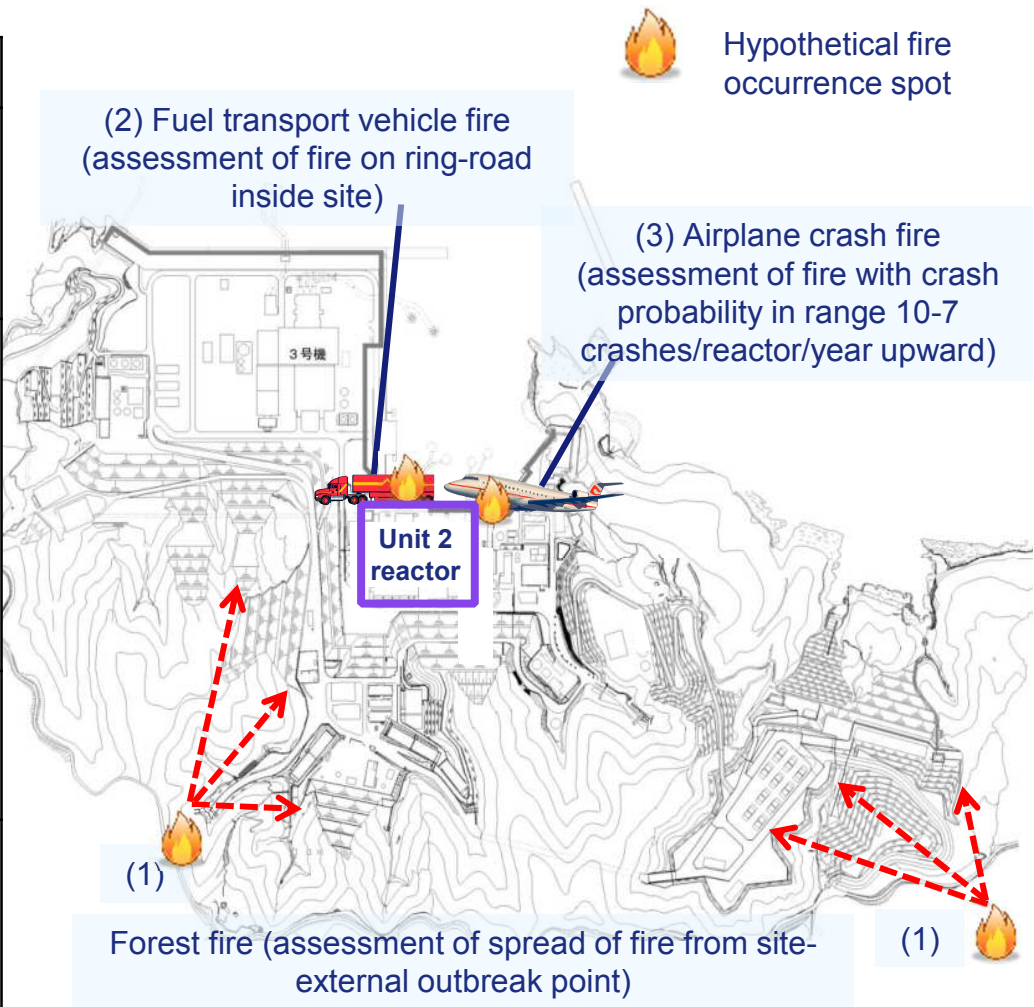 Hypothetical fire
occurrence spot
(2) Fuel transport vehicle fire
(assessment of fire on ring-road
inside site)
(3) Airplane crash fire
(assessment of fire with crash
probability in range 10-7
crashes/reactor/year upward)
3号機
Unit 2
reactor
(1)
(1)
Forest fire (assessment of spread of fire from site-
external outbreak point)